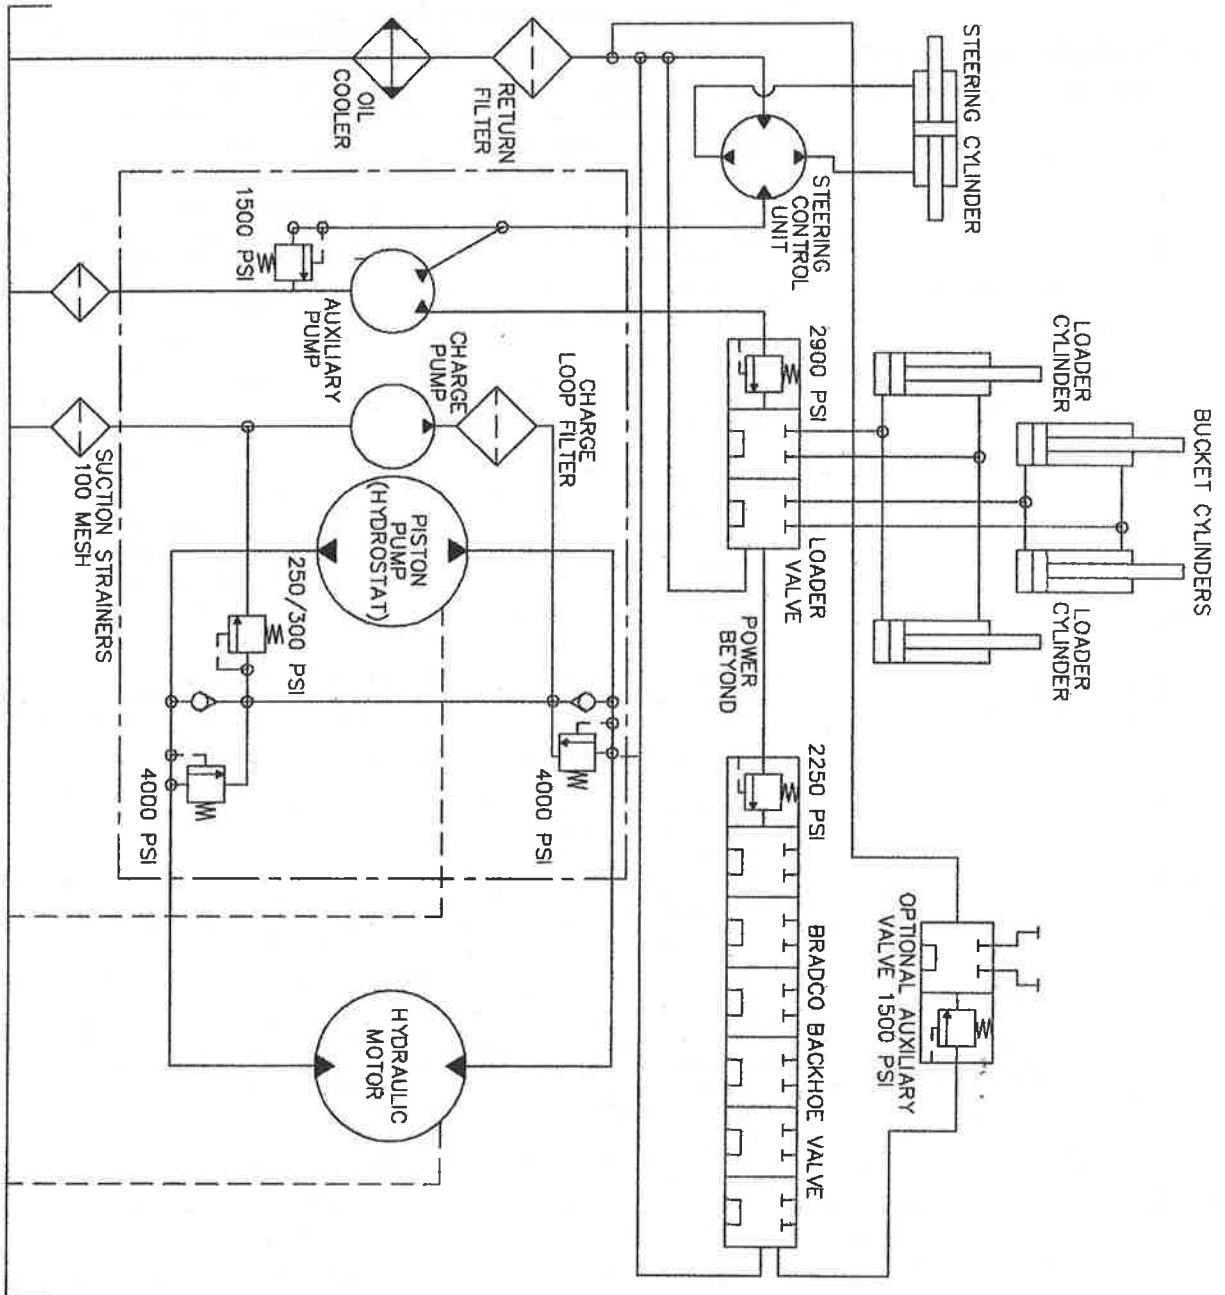 BUCKET CYLINDERS
LOADER
CYLINDER
LOADER
CYLINDER
STEERING CYLINDER
STEERING
CONTROL
UNIT
2900 PSI
LOADER
VALVE
POWER
BEYOND
2250 PSI
BRADCO BACKHOE VALVE
OPTIONAL AUXILIARY
VALVE 1500 PSI
RETURN
FILTER
OIL
COOLER
1500 PSI
AUXILIARY
PUMP
CHARGE
PUMP
CHARGE
LOOP FILTER
PISTON
PUMP
(HYDROSTAT)
SUCTION STRAINERS
100 MESH
250/300 PSI
4000 PSI
4000 PSI
HYDRAULIC
MOTOR